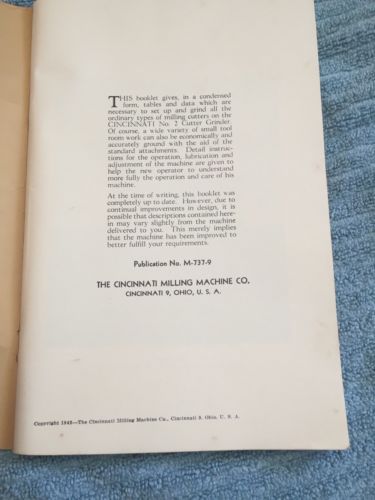 THIS booklet gives, in a condensed
form, tables and data which are
necessary to set up and grind all the
ordinary types of milling cutters on the
CINCINNATI No. 2 Cutter Grinder.
Of course, a wide variety of small tool
room work can also be economically and
accurately ground with the aid of the
standard attachments. Detail instruc-
tions for the operation, lubrication and
adjustment of the machine are given to
help the new operator to understand
more fully the operation and care of his
machine.
At the time of writing, this booklet was
completely up to date. However, due to
continual improvements in design, it is
possible that descriptions contained here-
in may vary slightly from the machine
delivered to you. This merely implies
that the machine has been improved to
better fulfill your requirements.
Publication No. M-737-9
THE CINCINNATI MILLING MACHINE CO.
CINCINNATI 9, OHIO, U. S. A.
Copyright—The Cincinnati Milling Machine Co., Cincinnati 9, Ohio, U. S. A.